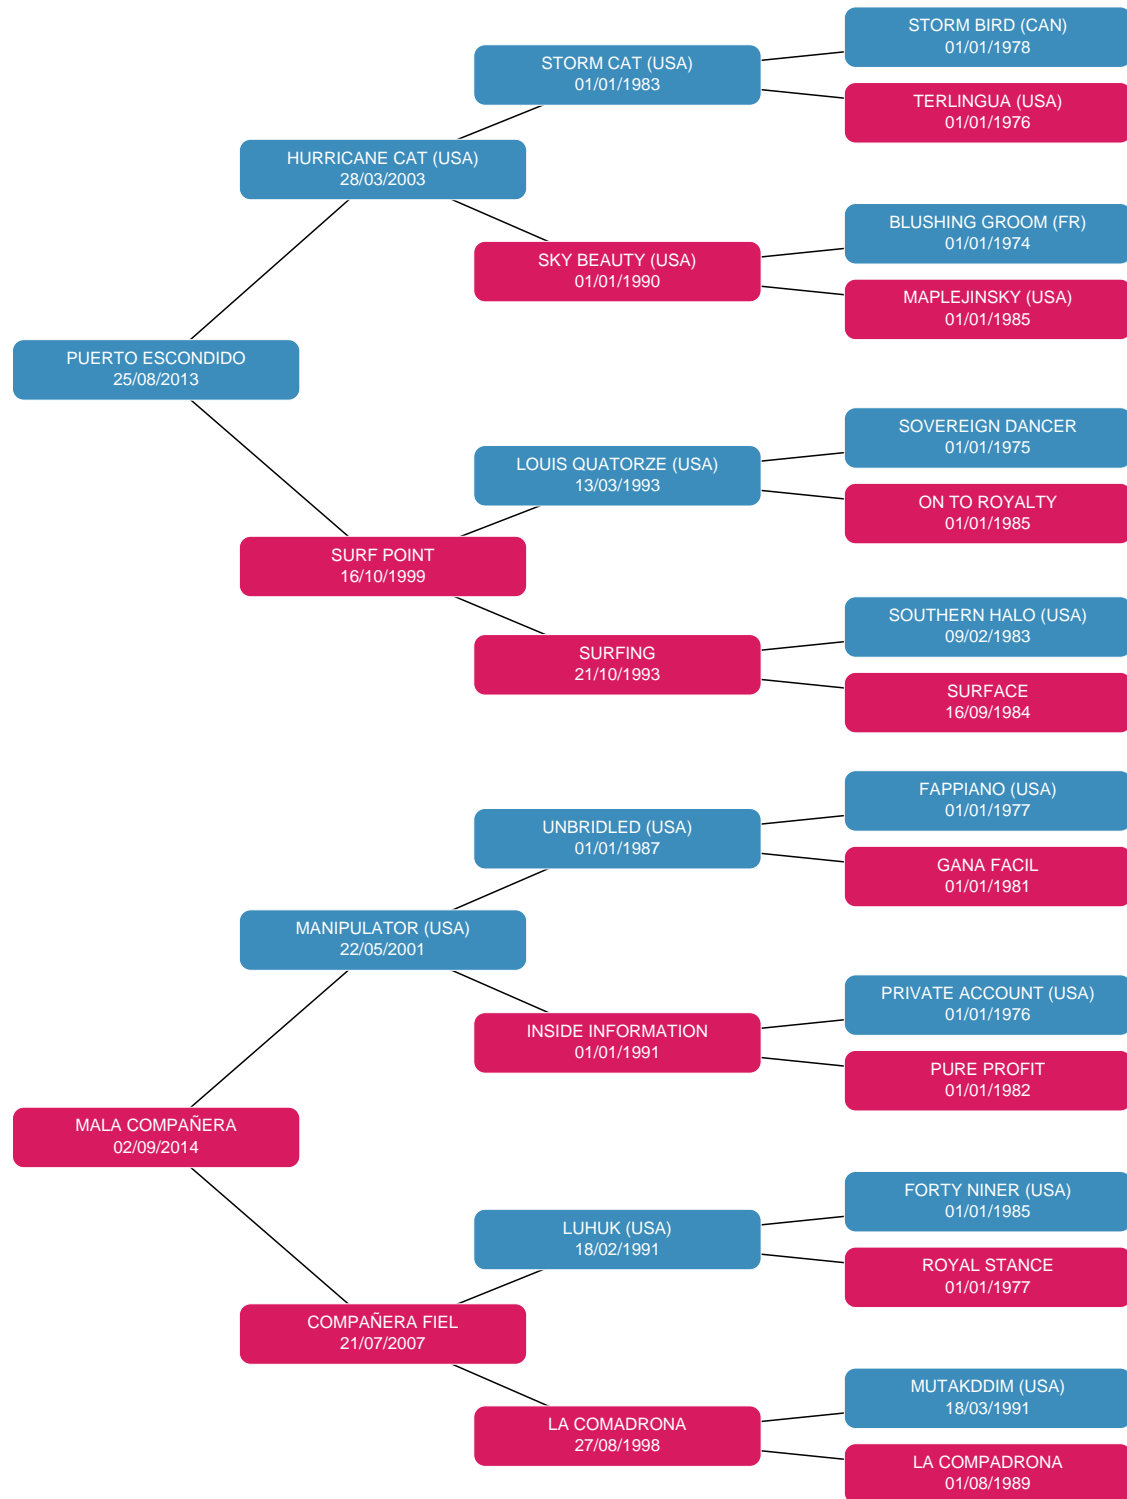 STORM BIRD (CAN)
01/01/1978
STORM CAT (USA)
01/01/1983
TERLINGUA (USA)
01/01/1976
HURRICANE CAT (USA)
28/03/2003
BLUSHING GROOM (FR)
01/01/1974
SKY BEAUTY (USA)
01/01/1990
MAPLEJINSKY (USA)
01/01/1985
PUERTO ESCONDIDO
25/08/2013
SOVEREIGN DANCER
01/01/1975
LOUIS QUATORZE (USA)
13/03/1993
ON TO ROYALTY
01/01/1985
SURF POINT
16/10/1999
SOUTHERN HALO (USA)
09/02/1983
SURFING
21/10/1993
SURFACE
16/09/1984
FAPPIANO (USA)
01/01/1977
UNBRIDLED (USA)
01/01/1987
GANA FACIL
01/01/1981
MANIPULATOR (USA)
22/05/2001
PRIVATE ACCOUNT (USA)
01/01/1976
INSIDE INFORMATION
01/01/1991
PURE PROFIT
01/01/1982
MALA COMPAÑERA
02/09/2014
FORTY NINER (USA)
01/01/1985
LUHUK (USA)
18/02/1991
ROYAL STANCE
01/01/1977
COMPAÑERA FIEL
21/07/2007
MUTAKDDIM (USA)
18/03/1991
LA COMADRONA
27/08/1998
LA COMPADRONA
01/08/1989